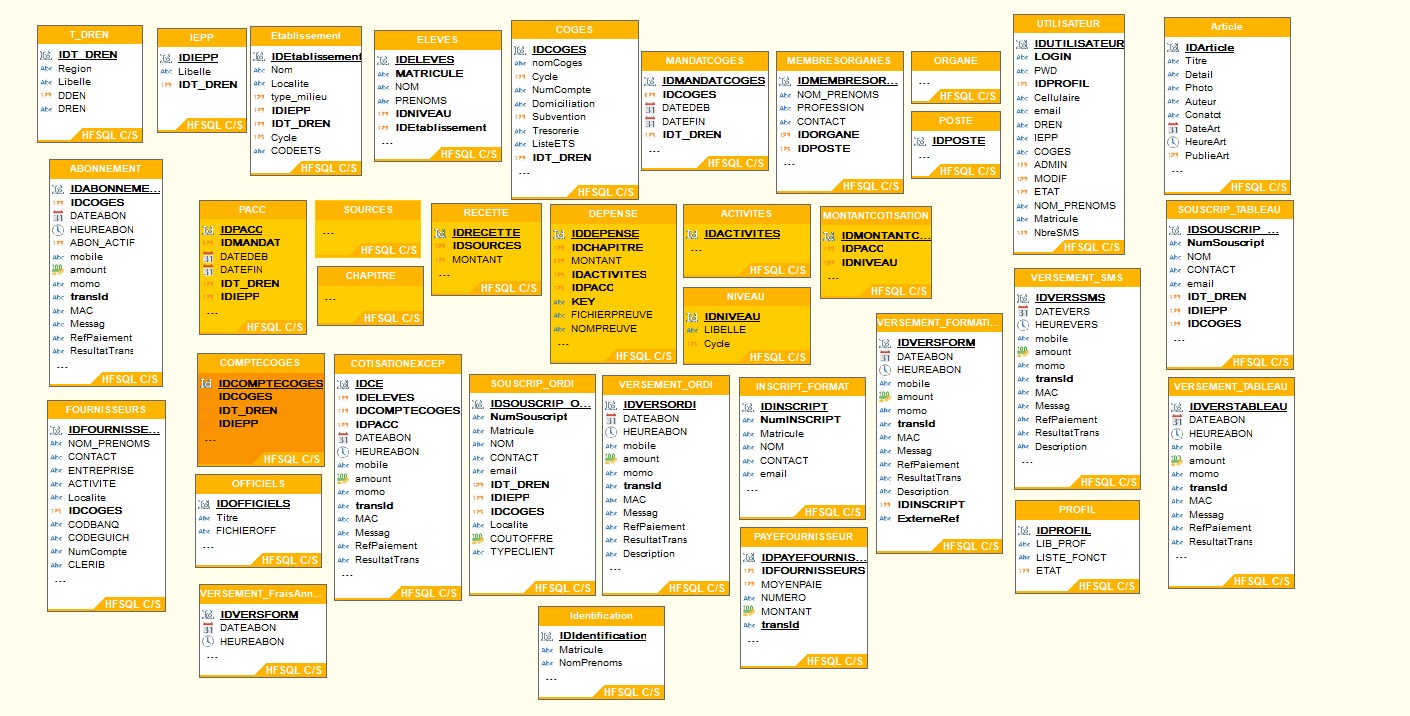 T_DREN
IDT_DREN
Region
Libelle
DDEN
DREN
HFSQL C/S
IEPP
IDIEPP
Libelle
IDT_DREN
HFSQL C/S
Etablissement
IDEtablissement
Nom
Localite
type_milieu
IDIEPP
IDT_DREN
Cycle
CODEETS
HFSQL C/S
ELEVES
IDELEVES
MATRICULE
NOM
PRENOMS
IDNIVEAU
IDEtablissement
...
HFSQL C/S
COGES
IDCOGES
nomCoges
Cycle
NumCompte
Domiciliation
Subvention
Tresorerie
ListeETS
IDT_DREN
...
HFSQL C/S
MANDATCOGES
IDMANDATCOGES
IDCOGES
DATEDEB
DATEFIN
IDT_DREN
...
HFSQL C/S
MEMBRESORGANES
IDMEMBRESOR...
NOM_PRENOMS
PROFESSION
CONTACT
IDORGANE
IDPOSTE
...
HFSQL C/S
ORGANE
...
HFSQL C/S
POSTE
IDPOSTE
...
HFSQL C/S
UTILISATEUR
IDUTILISATEUR
LOGIN
PWD
IDPROFIL
Cellulaire
email
DREN
IEPP
COGES
ADMIN
MODIF
ETAT
NOM_PRENOMS
Matricule
NbreSMS
HFSQL C/S
Article
IDArticle
Titre
Detail
Photo
Auteur
Conatct
DateArt
HeureArt
PublieArt
...
HFSQL C/S
ABONNEMENT
IDABONNEME...
IDCOGES
DATEABON
HEUREABON
ABON_ACTIF
mobile
amount
momo
transId
MAC
Messag
RefPaiement
ResultatTrans
...
HFSQL C/S
PACC
IDPACC
IDMANDAT
DATEDEB
DATEFIN
IDT_DREN
IDIEPP
...
HFSQL C/S
SOURCES
...
HFSQL C/S
CHAPITRE
...
HFSQL C/S
RECETTE
IDRECETTE
IDSOURCES
MONTANT
...
HFSQL C/S
DEPENSE
IDDEPENSE
IDCHAPITRE
MONTANT
IDACTIVITES
IDPACC
KEY
FICHIERPREUVE
NOMPREUVE
...
HFSQL C/S
ACTIVITES
IDACTIVITES
...
HFSQL C/S
NIVEAU
IDNIVEAU
LIBELLE
Cycle
HFSQL C/S
MONTANTCOTISATION
IDMONTANTC...
IDPACC
IDNIVEAU
...
HFSQL C/S
SOUSCRIP_TABLEAU
IDSOUSCRIP_...
NumSouscript
NOM
CONTACT
email
IDT_DREN
IDIEPP
IDCOGES
...
HFSQL C/S
VERSEMENT_SMS
IDVERSSMS
DATEVERS
HEUREVERS
mobile
amount
momo
transId
MAC
Messag
RefPaiement
ResultatTrans
Description
...
HFSQL C/S
VERSEMENT_FORMATI...
IDVERSFORM
DATEABON
HEUREABON
mobile
amount
momo
transId
MAC
Messag
RefPaiement
ResultatTrans
Description
IDINSCRIPT
ExterneRef
HFSQL C/S
COMPTECOGES
IDCOMPTECOGES
IDCOGES
IDT_DREN
IDIEPP
...
HFSQL C/S
COTISATIONEXCEP
IDCE
IDELEVES
IDCOMPTECOGES
IDPACC
DATEABON
HEUREABON
mobile
amount
momo
transId
MAC
Messag
RefPaiement
ResultatTrans
...
HFSQL C/S
SOUSCRIP_ORDI
IDSOUSCRIP_O...
NumSouscript
Matricule
NOM
CONTACT
email
IDT_DREN
IDIEPP
IDCOGES
Localite
COUTOFFRE
TYPECLIENT
HFSQL C/S
VERSEMENT_ORDI
IDVERSORDI
DATEABON
HEUREABON
mobile
amount
momo
transId
MAC
Messag
RefPaiement
ResultatTrans
Description
...
HFSQL C/S
INSCRIPT_FORMAT
IDINSCRIPT
NumINSCRIPT
Matricule
NOM
CONTACT
email
...
HFSQL C/S
VERSEMENT_TABLEAU
IDVERSTABLEAU
DATEABON
HEUREABON
mobile
amount
momo
transId
MAC
Messag
RefPaiement
ResultatTrans
...
HFSQL C/S
FOURNISSEURS
IDFOURNISSE...
NOM_PRENOMS
CONTACT
ENTREPRISE
ACTIVITE
Localite
IDCOGES
CODBANQ
CODEGUICH
NumCompte
CLERIB
...
HFSQL C/S
OFFICIELS
IDOFFICIELS
Titre
FICHIEROFF
...
HFSQL C/S
PROFIL
IDPROFIL
LIB_PROF
LISTE_FONCT
ETAT
HFSQL C/S
PAYEFOURNISSEUR
IDPAYEFOURNIS...
IDFOURNISSEURS
MOYENPAIE
NUMERO
MONTANT
transId
...
HFSQL C/S
VERSEMENT_FraisAnn...
IDVERSFORM
DATEABON
HEUREABON
...
HFSQL C/S
Identification
IDIdentification
Matricule
NomPrenoms
...
HFSQL C/S